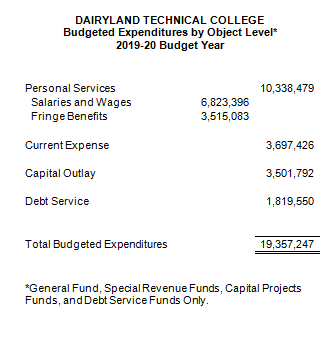 DAIRYLAND TECHNICAL COLLEGE
Budgeted Expenditures by Object Level*
2019-20 Budget Year
Personal Services 10,338,479
Salaries and Wages 6,823,396
Fringe Benefits 3,515,083
Current Expense 3,697,426
Capital Outlay 3,501,792
Debt Service 1,819,550
Total Budgeted Expenditures 19,357,247
*General Fund, Special Revenue Funds, Capital Projects
Funds, and Debt Service Funds Only.